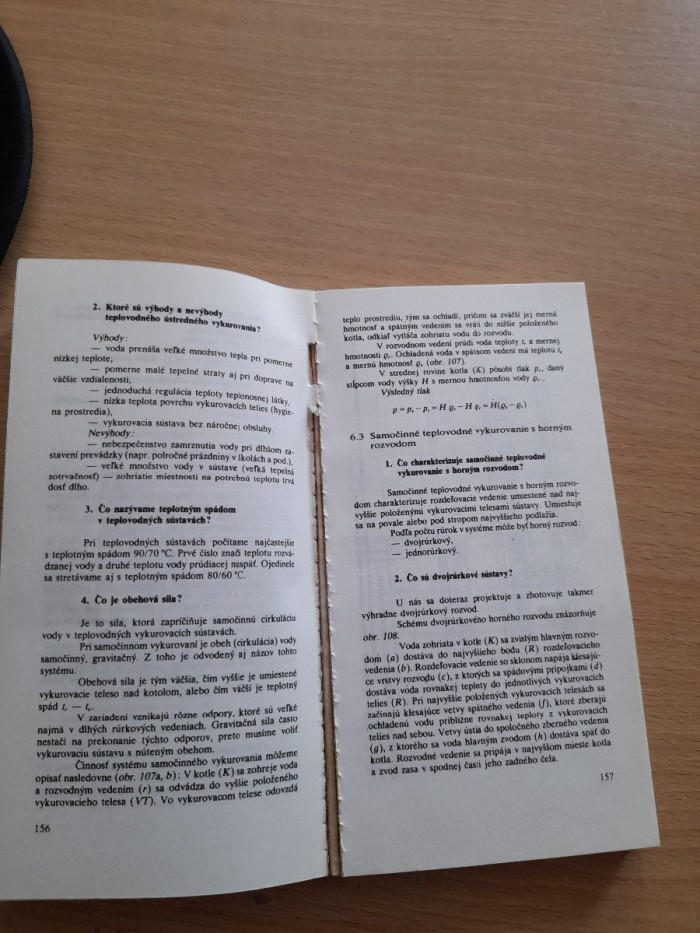 2. Ktoré sú výhody a nevýhody
teplovodného ústredného vykurovania?
Výhody:
— voda prenáša veľké množstvo tepla pri pomerne
nízkej teplote,
— pomerne malé tepelné straty aj pri doprave na
väčšie vzdialenosti,
— jednoduchá regulácia teploty teplonosnej látky,
— nízka teplota povrchu vykurovacích telies (hygie-
na prostredia),
— vykurovacia sústava bez náročnej obsluhy.
Nevýhody:
— nebezpečenstvo zamrznutia vody pri dlhšom za-
stavení prevádzky (napr. polročné prázdniny v školách a pod.),
— veľké množstvo vody v sústave (veľká tepelná
zotrvačnosť) — zohriatie miestnosti na potrebnú teplotu trvá
dosť dlho.
3. Čo nazývame teplotným spádom
v teplovodných sústavách?
Pri teplovodných sústavách počítame najčastejšie
s teplotným spádom 90/70 °C. Prvé číslo značí teplotu rozvá-
dzanej vody a druhé teplotu vody prúdiacej naspäť. Ojedinele
sa stretávame aj s teplotným spádom 80/60 °C.
4. Čo je obehová sila?
Je to sila, ktorá zapríčiňuje samočinnú cirkuláciu
vody v teplovodných vykurovacích sústavách.
Pri samočinnom vykurovaní je obeh (cirkulácia) vody
samočinný, gravitačný. Z toho je odvodený aj názov tohto
systému.
Obehová sila je tým väčšia, čím vyššie je umiestené
vykurovacie teleso nad kotolom, alebo čím väčší je teplotný
spád tᵥ — tₛ.
V zariadení vznikajú rôzne odpory, ktoré sú veľké
najmä v dlhých rúrkových vedeniach. Gravitačná sila často
nestačí na prekonanie týchto odporov, preto musíme voliť
vykurovaciu sústavu s núteným obehom.
Činnosť systému samočinného vykurovania môžeme
opísať nasledovne (obr. 107a, b): V kotle (K) sa zohreje voda
a rozvodným vedením (r) sa odvádza do vyššie položeného
vykurovacieho telesa (VT). Vo vykurovacom telese odovzdá
156
teplo prostrediu, tým sa ochladí, pričom sa zväčší jej merná
hmotnosť a spätným vedením sa vráti do nižšie položeného
kotla, odkiaľ vytláča zohriatu vodu do rozvodu.
V rozvodnom vedení prúdi voda teploty tᵥ a mernej
hmotnosti ϱᵥ. Ochladená voda v spätnom vedení má teplotu tₛ
a mernú hmotnosť ϱₛ (obr. 107).
V strednej rovine kotla (K) pôsobí tlak pₛ, daný
stĺpcom vody výšky H s mernou hmotnosťou vody
Výsledný tlak
p = pₛ - pᵥ = H ϱₛ - H ϱᵥ = H(ϱₛ - ϱᵥ)
6.3 Samočinné teplovodné vykurovanie s horným
rozvodom
1. Čo charakterizuje samočinné teplovodné
vykurovanie s horným rozvodom?
Samočinné teplovodné vykurovanie s horným rozvo-
dom charakterizuje rozdeľovacie vedenie umiestené nad naj-
vyššie položenými vykurovacími telesami sústavy. Umiestuje
sa na povale alebo pod stropom najvyššieho podlažia.
Podľa počtu rúrok v systéme môže byť horný rozvod:
— dvojrúrkový,
— jednorúrkový.
2. Čo sú dvojrúrkové sústavy?
U nás sa doteraz projektuje a zhotovuje takmer
výhradne dvojrúrkový rozvod
Schému dvojrúrkového horného rozvodu znázorňuje
obr. 108.
Voda zohriata v kotle (K) sa zvislým hlavným rozvo-
dom (a) dostáva do najvyššieho bodu (R) rozdeľovacieho
vedenia (b). Rozdeľovacie vedenie so sklonom napája klesajú-
ce vrstvy rozvodu (c), z ktorých sa spádovými prípojkami (d)
dostáva voda rovnakej teploty do jednotlivých vykurovacích
telies (R). Pri najvyššie položených vykurovacích telesách sa
začínajú klesajúce vetvy spätného vedenia (f), ktoré zberajú
ochladenú vodu približne rovnakej teploty z vykurovacích
telies nad sebou. Vetvy ústia do spoločného zberného vedenia
(g), z ktorého sa voda hlavným zvodom (h) dostáva späť do
kotla. Rozvodné vedenie sa pripája v najvyššom mieste kotla
a zvod zasa v spodnej časti jeho zadného čela.
157